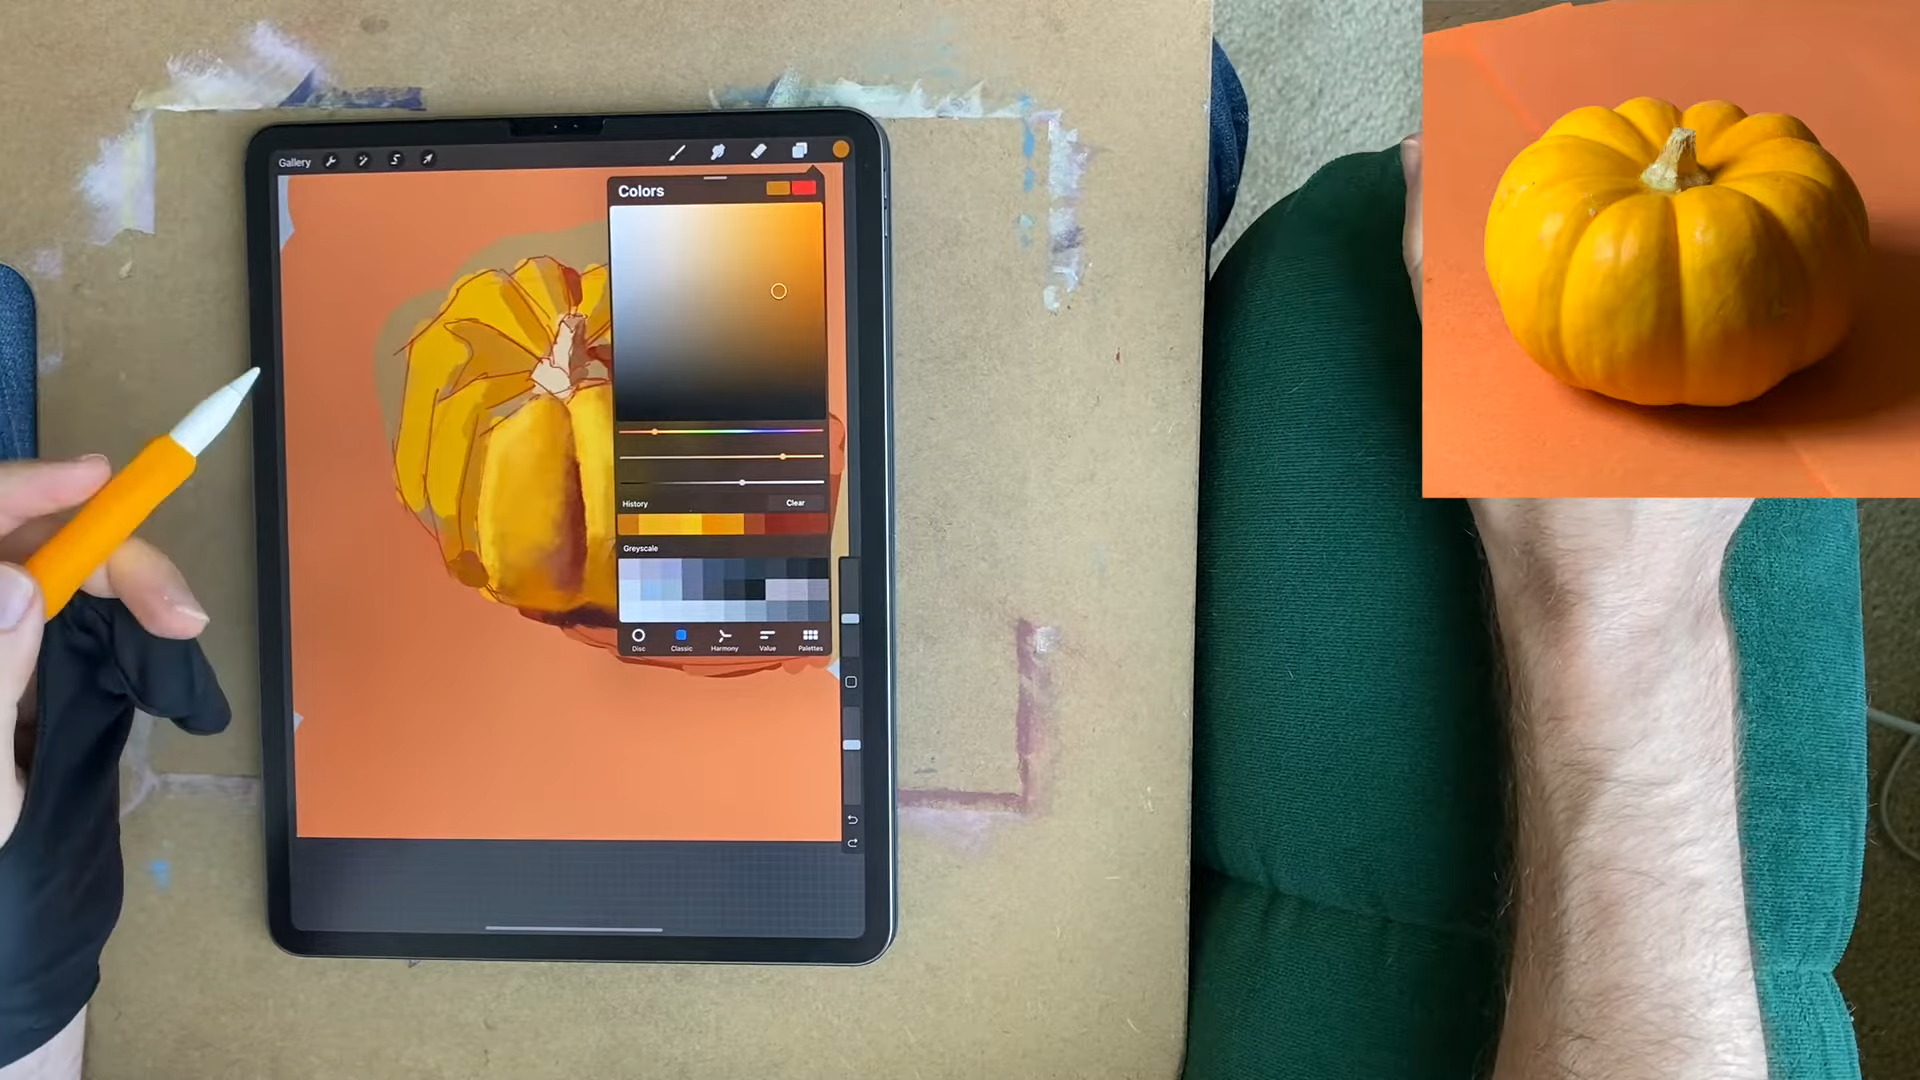 Gallery
Colors
History
Clear
Greyscale
Disc
Classic
Harmony
Value
Palettes